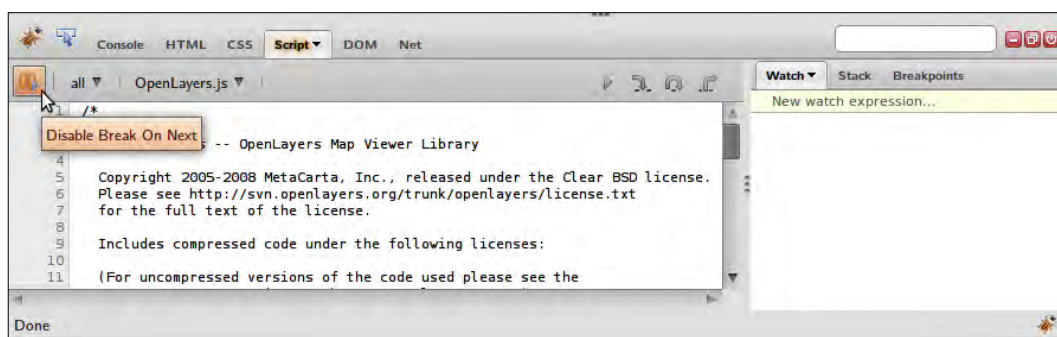 Console HTML CSS Script DOM Net
all OpenLayers.js
Watch Stack Breakpoints
New watch expression...
Disable Break On Next
1 /*
-- OpenLayers Map Viewer Library
4
5 Copyright 2005-2008 MetaCarta, Inc., released under the Clear BSD license.
6 Please see http://svn.openlayers.org/trunk/openlayers/license.txt
7 for the full text of the license.
8
9 Includes compressed code under the following licenses:
10
11 (For uncompressed versions of the code used please see the
Done